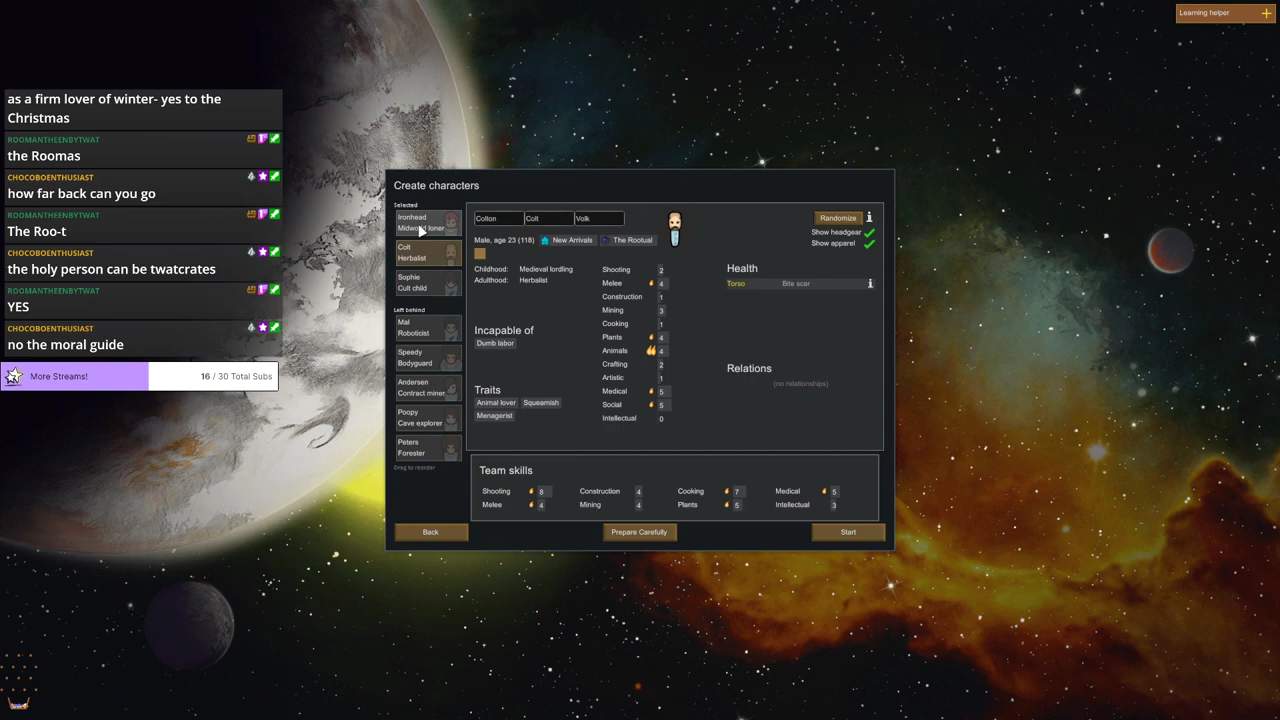 Learning helper
as a firm lover of winter- yes to the
Christmas
ROOMANTHEENBYTWAT
the Roomas
CHOCOBOENTHUSIAST
how far back can you go
ROOMANTHEENBYTWAT
The Roo-t
CHOCOBOENTHUSIAST
the holy person can be twatcrates
ROOMANTHEENBYTWAT
YES
CHOCOBOENTHUSIAST
no the moral guide
More Streams! 16 / 30 Total Subs
Create characters
Selected
Ironhead
Midworld loner
Colt
Herbalist
Sophie
Cult child
Left behind
Mal
Roboticist
Speedy
Bodyguard
Andersen
Contract miner
Poopy
Cave explorer
Peters
Forester
Drag to reorder
Colton Colt Volk
Randomize
Show headgear
Show apparel
Male, age 23 (118) New Arrivals The Rootual
Childhood: Medieval lordling
Adulthood: Herbalist
Incapable of
Dumb labor
Traits
Animal lover Squeamish
Menagerist
Shooting 2
Melee 4
Construction 1
Mining 3
Cooking 1
Plants 4
Animals 4
Crafting 2
Artistic 1
Medical 5
Social 5
Intellectual 0
Health
Torso Bite scar
Relations
(no relationships)
Team skills
Shooting 8 Construction 4 Cooking 7 Medical 5
Melee 4 Mining 4 Plants 5 Intellectual 3
Back Prepare Carefully Start